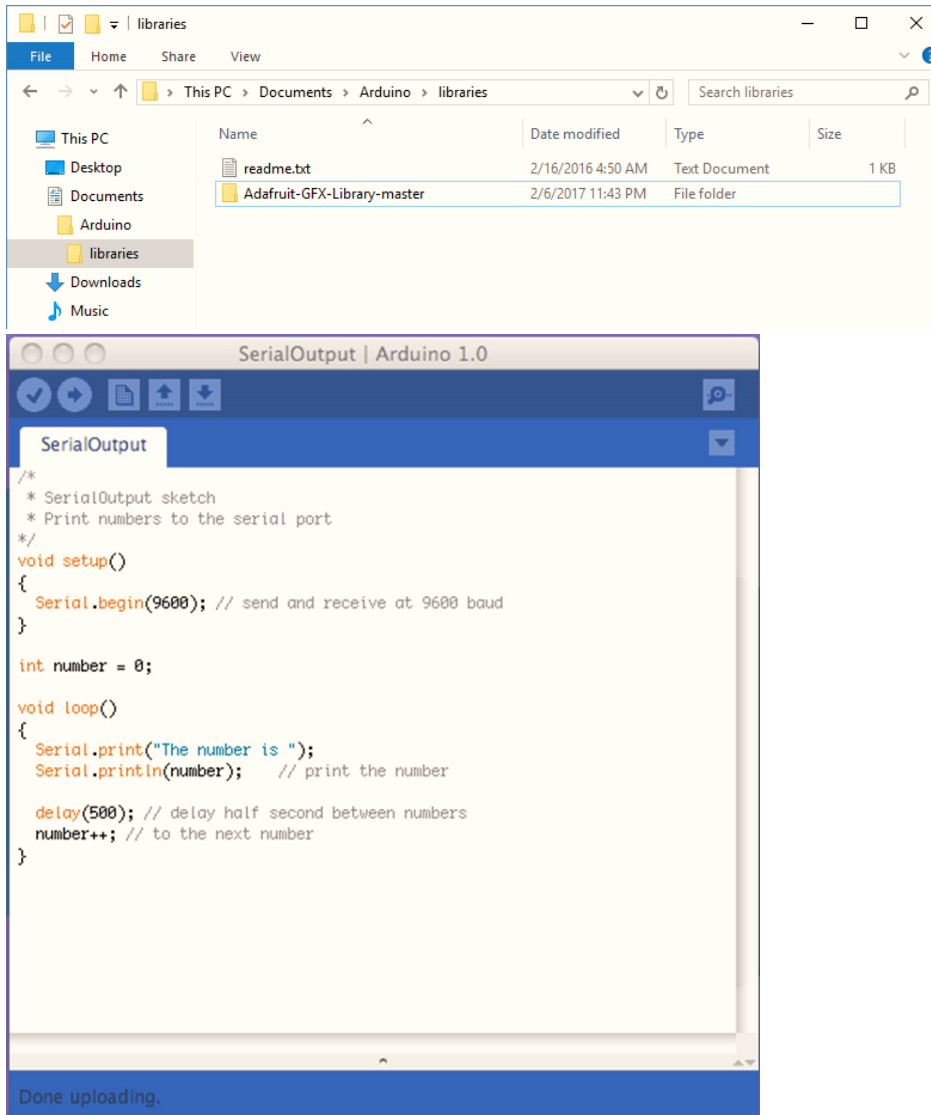 libraries
File Home Share View
This PC > Documents > Arduino > libraries Search libraries
This PC Name Date modified Type Size
Desktop readme.txt 2/16/2016 4:50 AM Text Document 1 KB
Documents Adafruit-GFX-Library-master 2/6/2017 11:43 PM File folder
Arduino
libraries
Downloads
Music
SerialOutput | Arduino 1.0
SerialOutput
/*
 * SerialOutput sketch
 * Print numbers to the serial port
*/
void setup()
{
  Serial.begin(9600); // send and receive at 9600 baud
}
int number = 0;
void loop()
{
  Serial.print("The number is ");
  Serial.println(number);    // print the number
  delay(500); // delay half second between numbers
  number++; // to the next number
}
Done uploading.